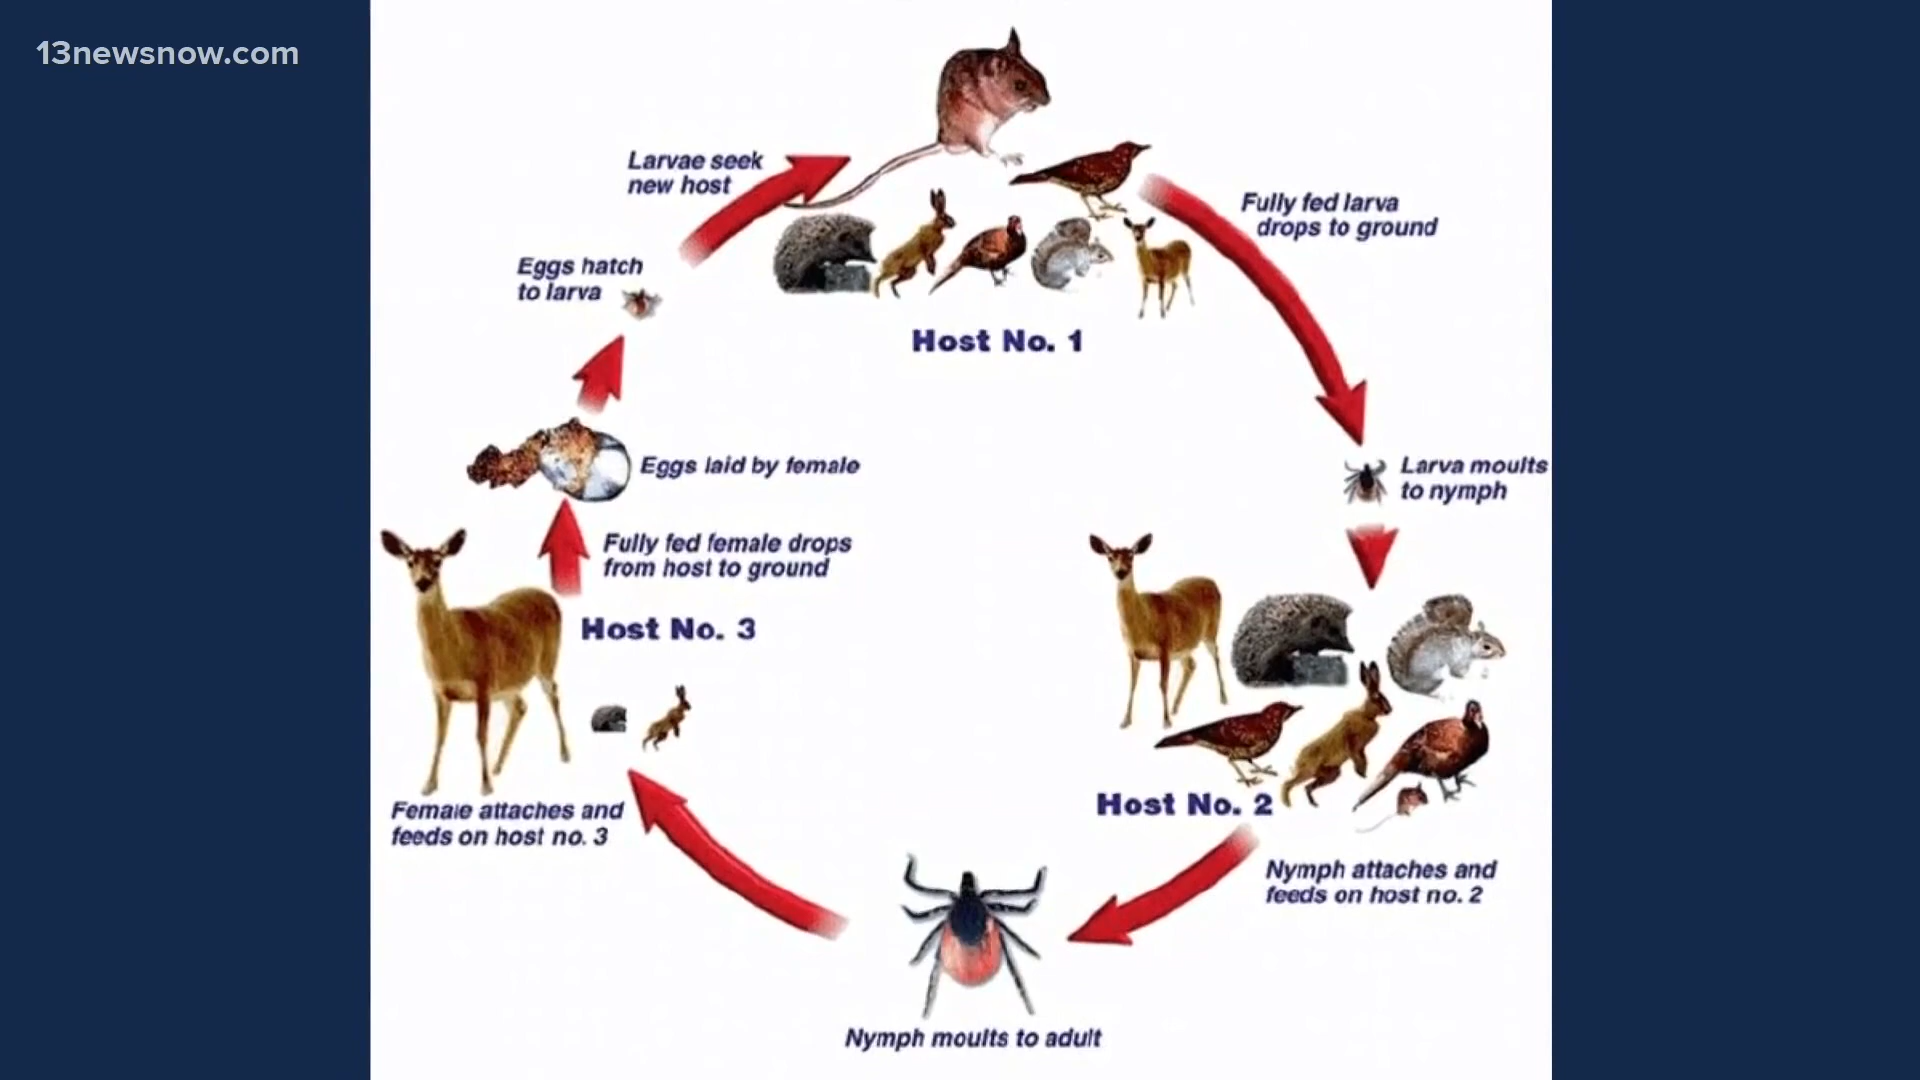 13newsnow.com
Larvae seek
new host
Fully fed larva
drops to ground
Eggs hatch
to larva
Host No. 1
Eggs laid by female
Larva moults
to nymph
Fully fed female drops
from host to ground
Host No. 3
Host No. 2
Female attaches and
feeds on host no. 3
Nymph attaches and
feeds on host no. 2
Nymph moults to adult